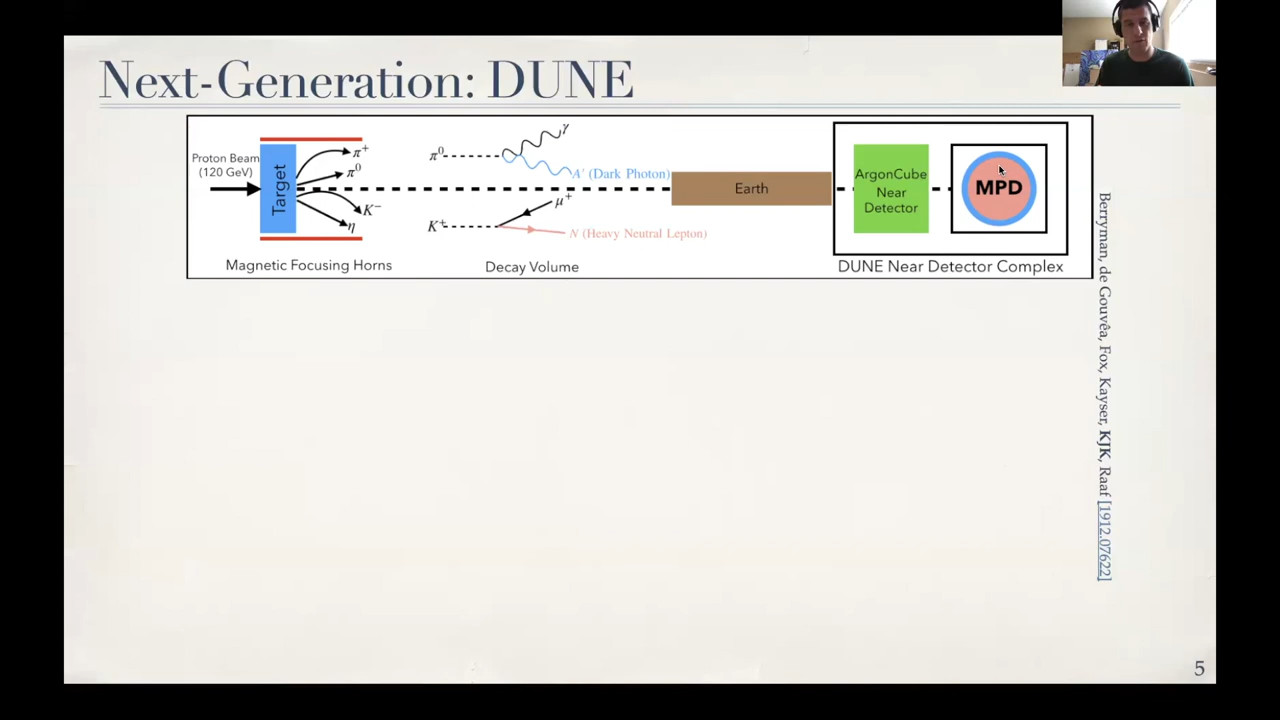 Next-Generation: DUNE
Proton Beam
(120 GeV)
Target
π⁺
π⁰
K⁻
η
Magnetic Focusing Horns
π⁰
γ
A′ (Dark Photon)
K⁺
μ⁺
N (Heavy Neutral Lepton)
Decay Volume
Earth
ArgonCube
Near
Detector
MPD
DUNE Near Detector Complex
Berryman, de Gouvêa, Fox, Kayser, KJK, Raaf [1912.07622]
5